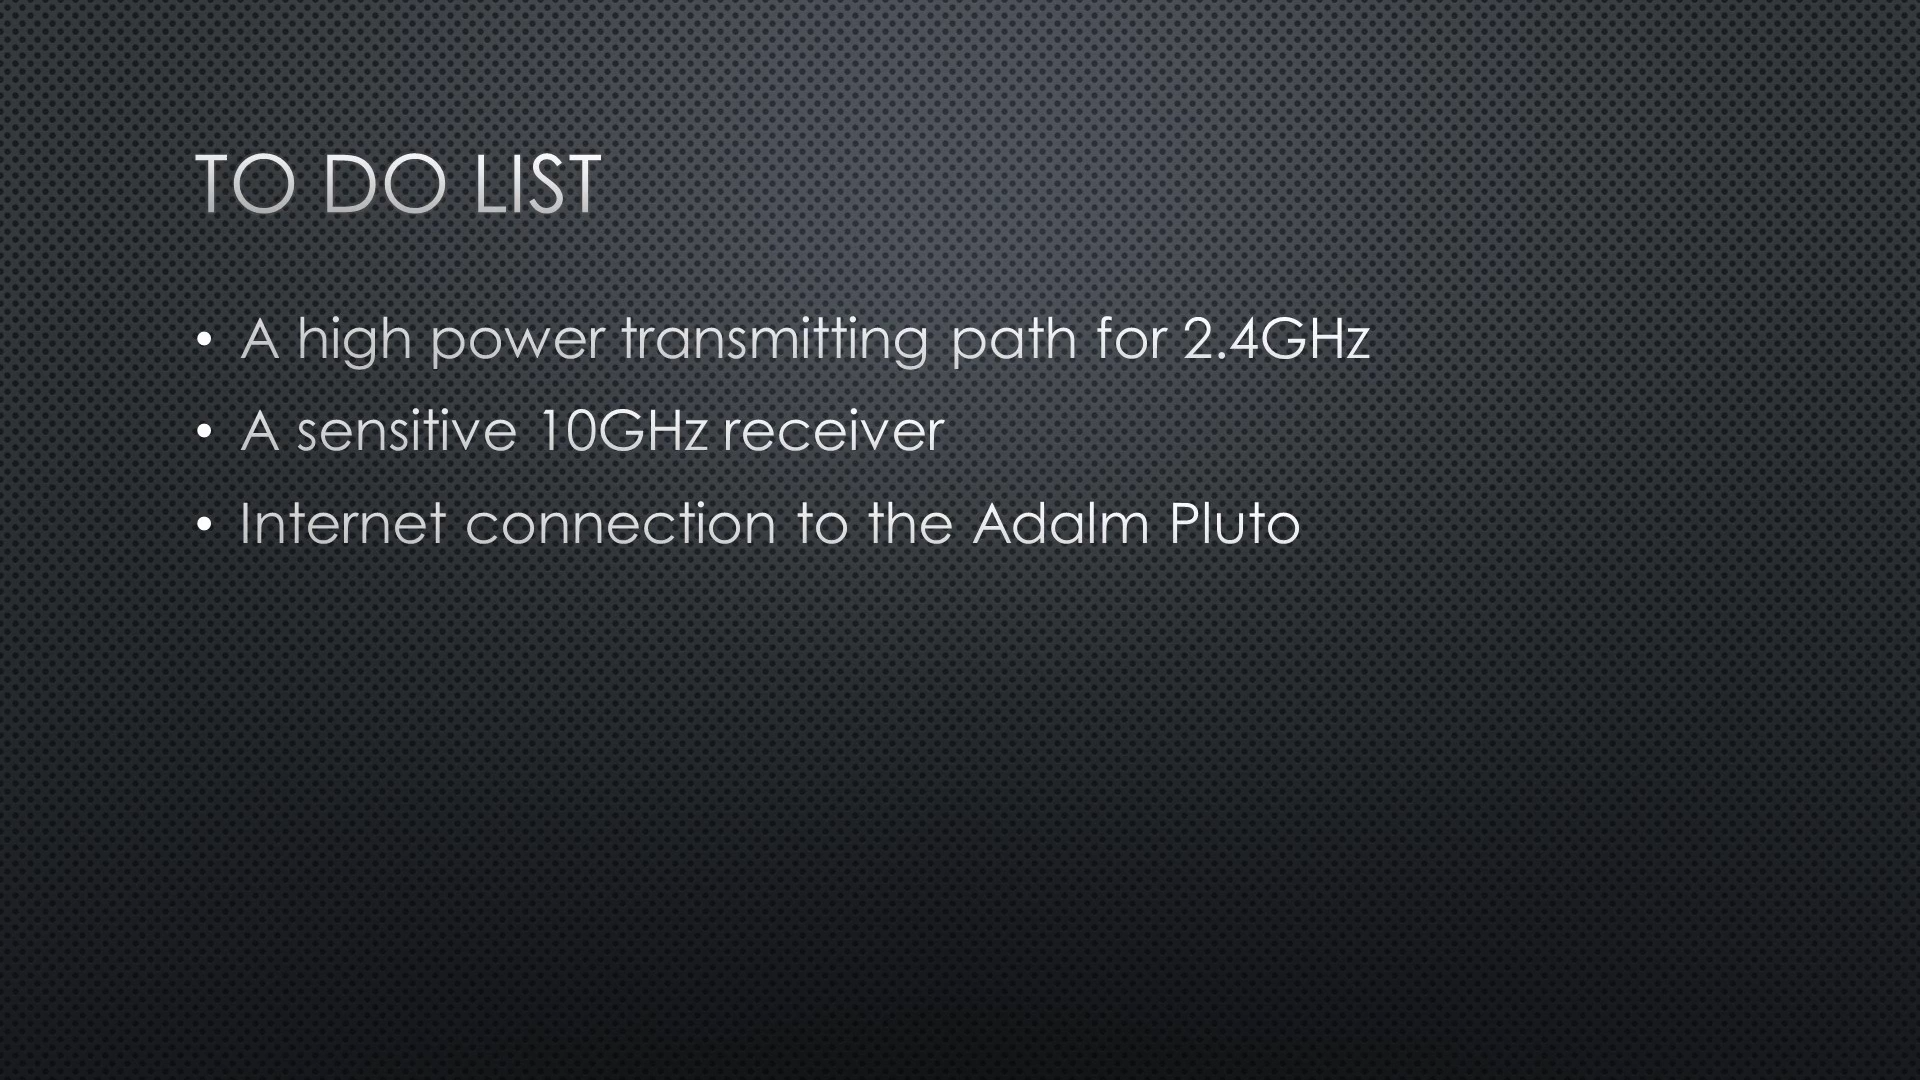 TO DO LIST
• A high power transmitting path for 2.4GHz
• A sensitive 10GHz receiver
• Internet connection to the Adalm Pluto